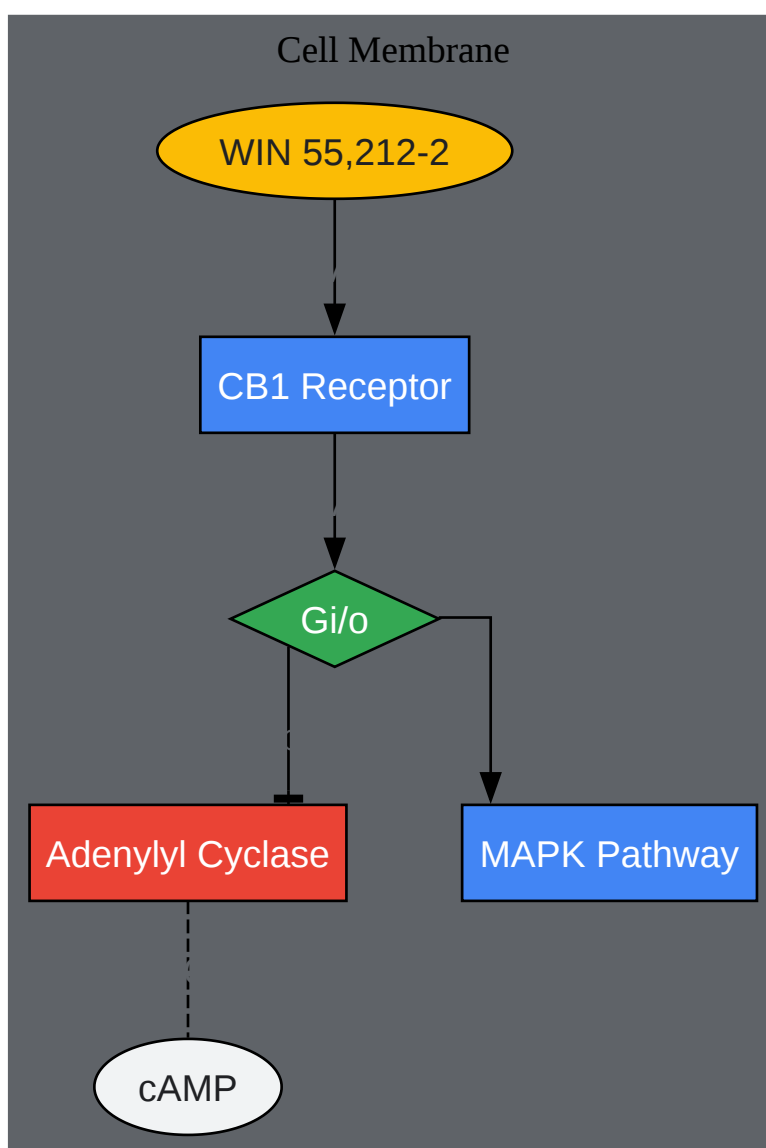 Cell Membrane
WIN 55,212-2
CB1 Receptor
Gi/o
Adenylyl Cyclase
MAPK Pathway
cAMP